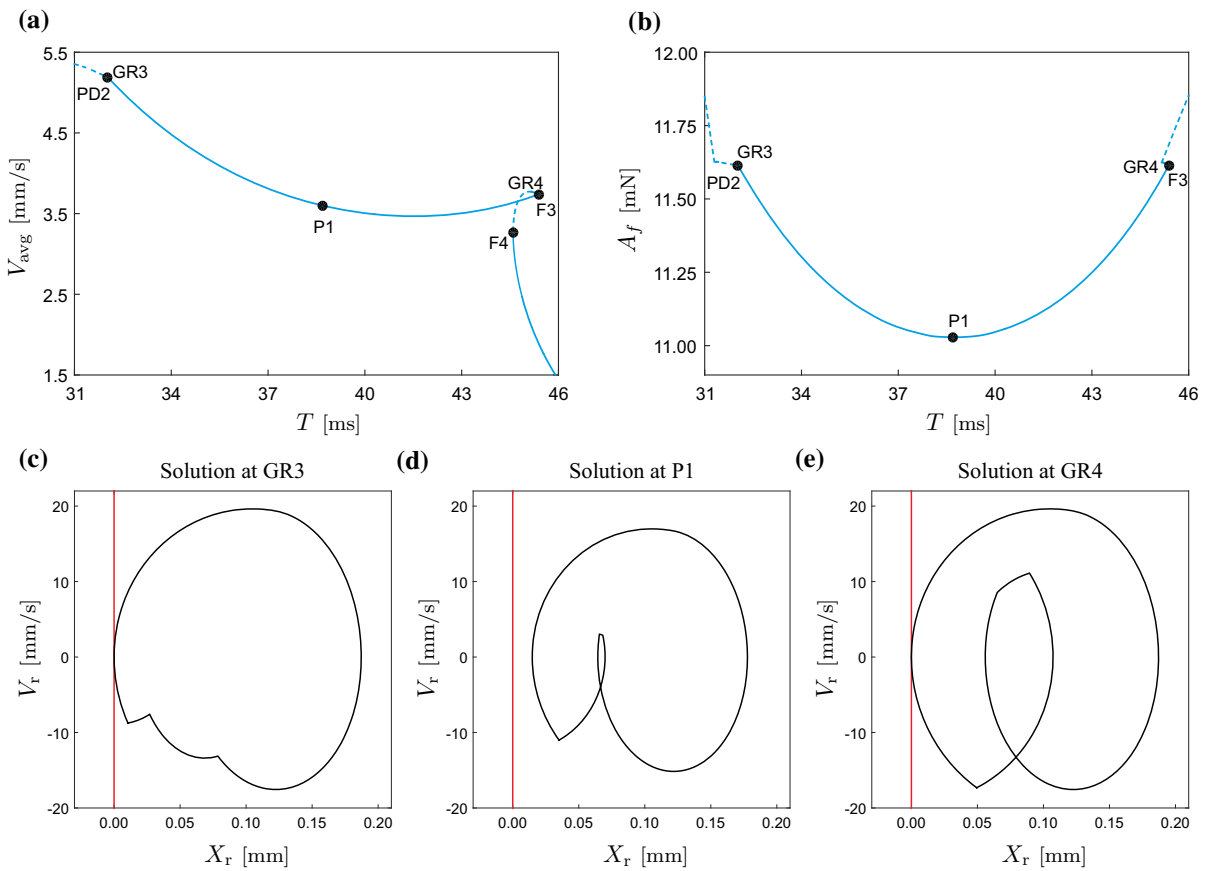 (a)
5.5
4.5
3.5
2.5
1.5
V_avg [mm/s]
GR3
PD2
P1
GR4
F3
F4
31 34 37 40 43 46
T [ms]
(b)
12.00
11.75
11.50
11.25
11.00
A_f [mN]
GR3
PD2
GR4
F3
P1
31 34 37 40 43 46
T [ms]
(c)
Solution at GR3
20
10
0
-10
-20
V_r [mm/s]
0.00 0.05 0.10 0.15 0.20
X_r [mm]
(d)
Solution at P1
20
10
0
-10
-20
V_r [mm/s]
0.00 0.05 0.10 0.15 0.20
X_r [mm]
(e)
Solution at GR4
20
10
0
-10
-20
V_r [mm/s]
0.00 0.05 0.10 0.15 0.20
X_r [mm]